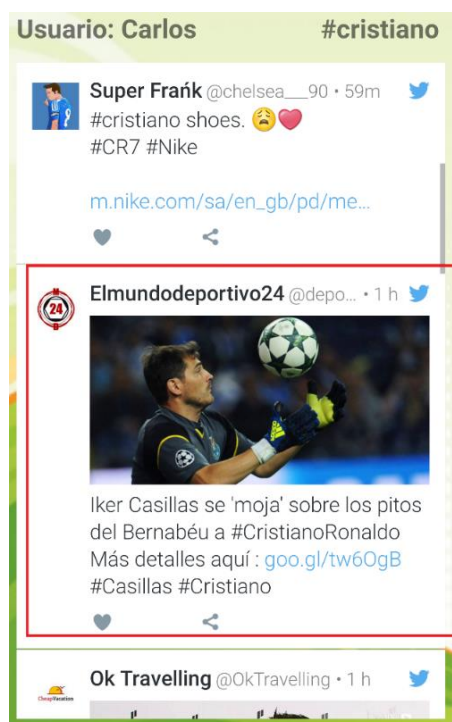 Usuario: Carlos #cristiano
Super Frańk @chelsea___90 • 59m
#cristiano shoes. 😩❤️
#CR7 #Nike
m.nike.com/sa/en_gb/pd/me...
24
Elmundodeportivo24 @depo... • 1 h
Iker Casillas se 'moja' sobre los pitos
del Bernabéu a #CristianoRonaldo
Más detalles aquí : goo.gl/tw6OgB
#Casillas #Cristiano
Ok Travelling @OkTravelling • 1 h